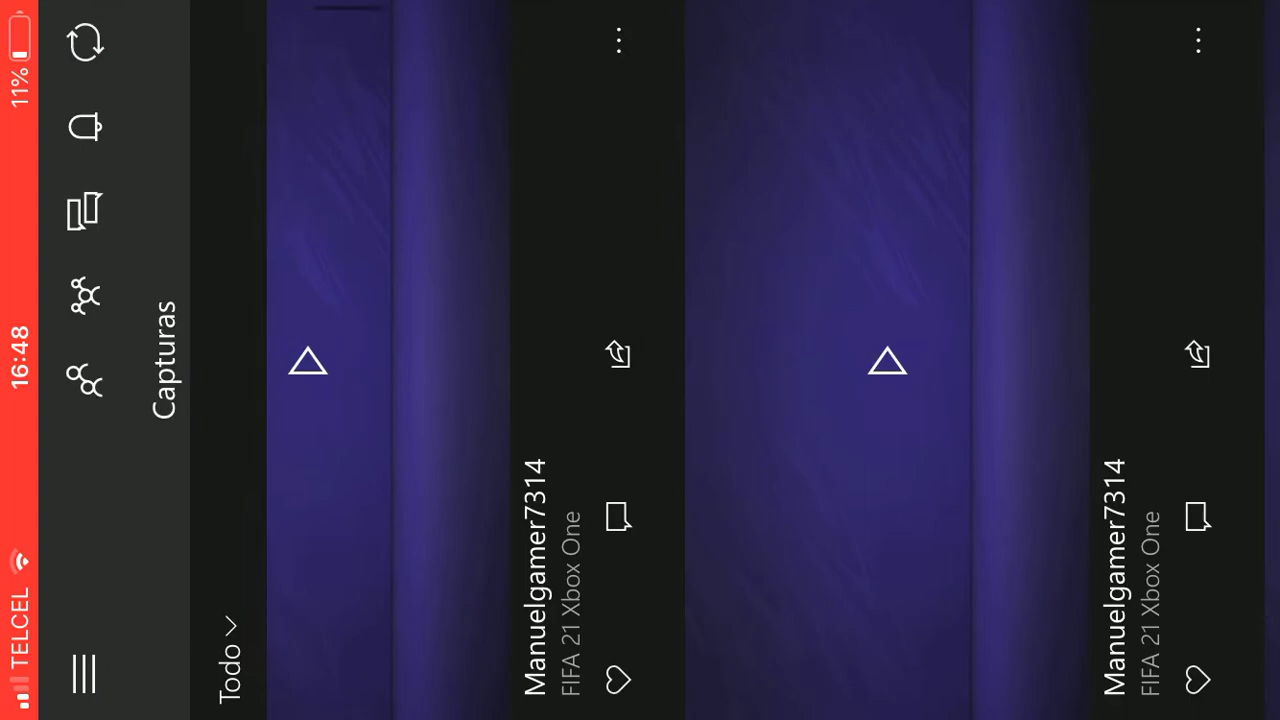 TELCEL 16:48 11%
Capturas
Todo
Manuelgamer7314
FIFA 21 Xbox One
Manuelgamer7314
FIFA 21 Xbox One